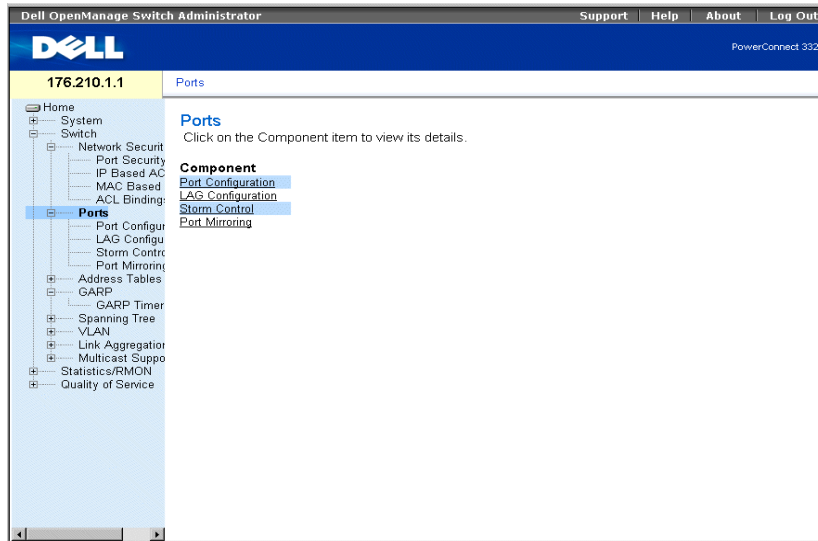 Dell OpenManage Switch Administrator Support Help About Log Out
DELL
PowerConnect 332
176.210.1.1
Ports
Home
System
Switch
Network Securit
Port Security
IP Based AC
MAC Based
ACL Binding
Ports
Port Configur
LAG Configu
Storm Contro
Port Mirroring
Address Tables
GARP
GARP Timer
Spanning Tree
VLAN
Link Aggregation
Multicast Suppo
Statistics/RMON
Quality of Service
Ports
Click on the Component item to view its details.
Component
Port Configuration
LAG Configuration
Storm Control
Port Mirroring